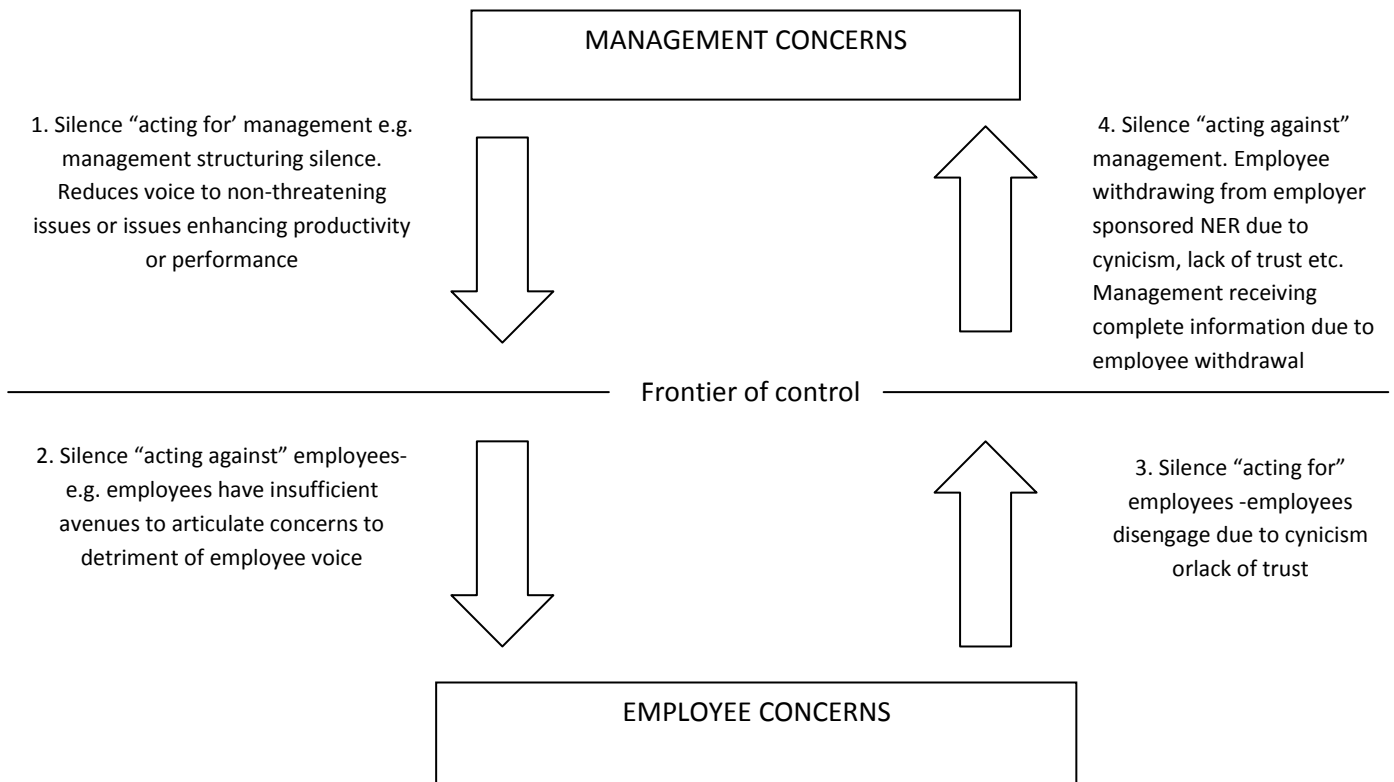 MANAGEMENT CONCERNS
1. Silence “acting for’ management e.g.
management structuring silence.
Reduces voice to non-threatening
issues or issues enhancing productivity
or performance
4. Silence “acting against”
management. Employee
withdrawing from employer
sponsored NER due to
cynicism, lack of trust etc.
Management receiving
complete information due to
employee withdrawal
Frontier of control
2. Silence “acting against” employees-
e.g. employees have insufficient
avenues to articulate concerns to
detriment of employee voice
3. Silence “acting for”
employees -employees
disengage due to cynicism
orlack of trust
EMPLOYEE CONCERNS